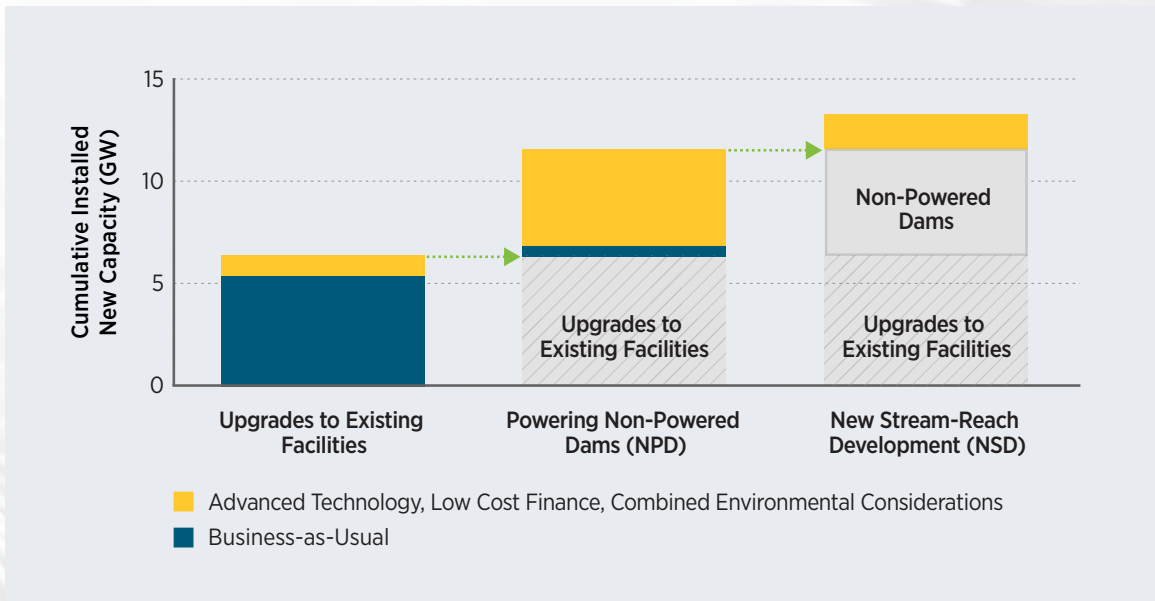 Cumulative Installed
New Capacity (GW)
15
10
5
0
Upgrades to
Existing Facilities
Non-Powered
Dams
Upgrades to
Existing Facilities
Upgrades to Existing
Facilities
Powering Non-Powered
Dams (NPD)
New Stream-Reach
Development (NSD)
Advanced Technology, Low Cost Finance, Combined Environmental Considerations
Business-as-Usual